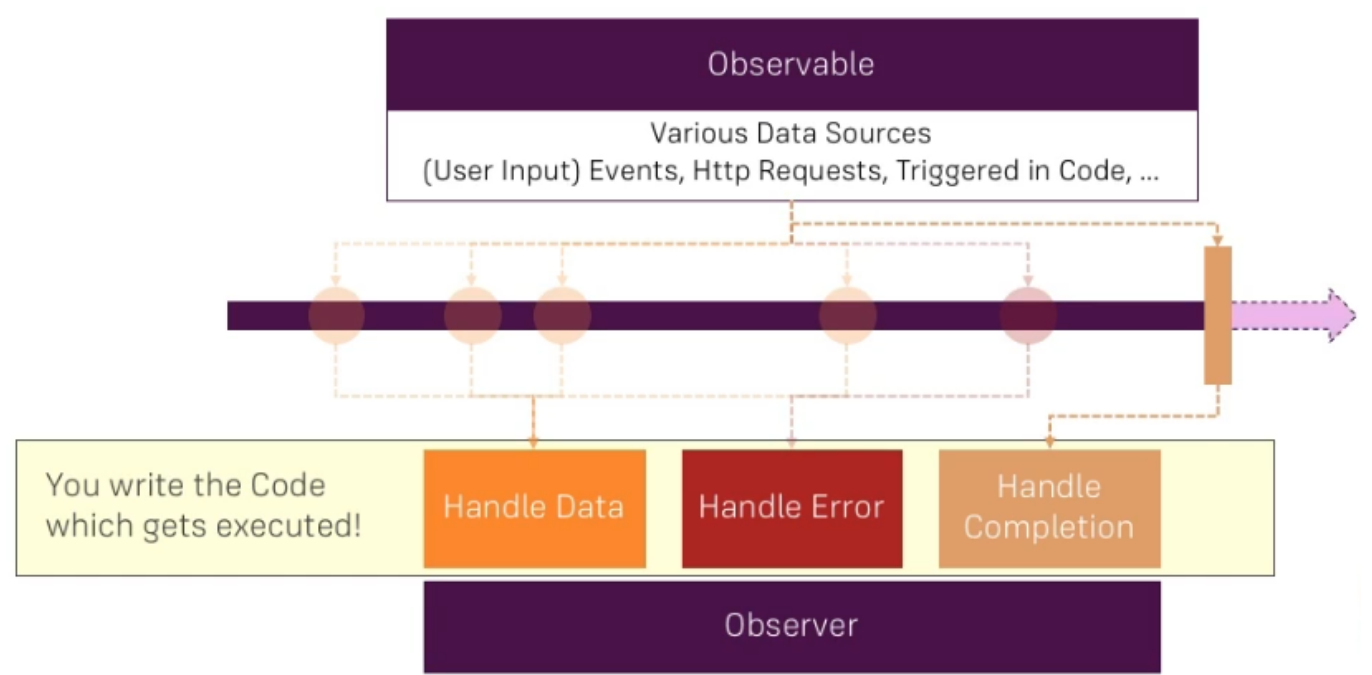 Observable
Various Data Sources
(User Input) Events, Http Requests, Triggered in Code, ...
You write the Code
which gets executed!
Handle Data
Handle Error
Handle
Completion
Observer